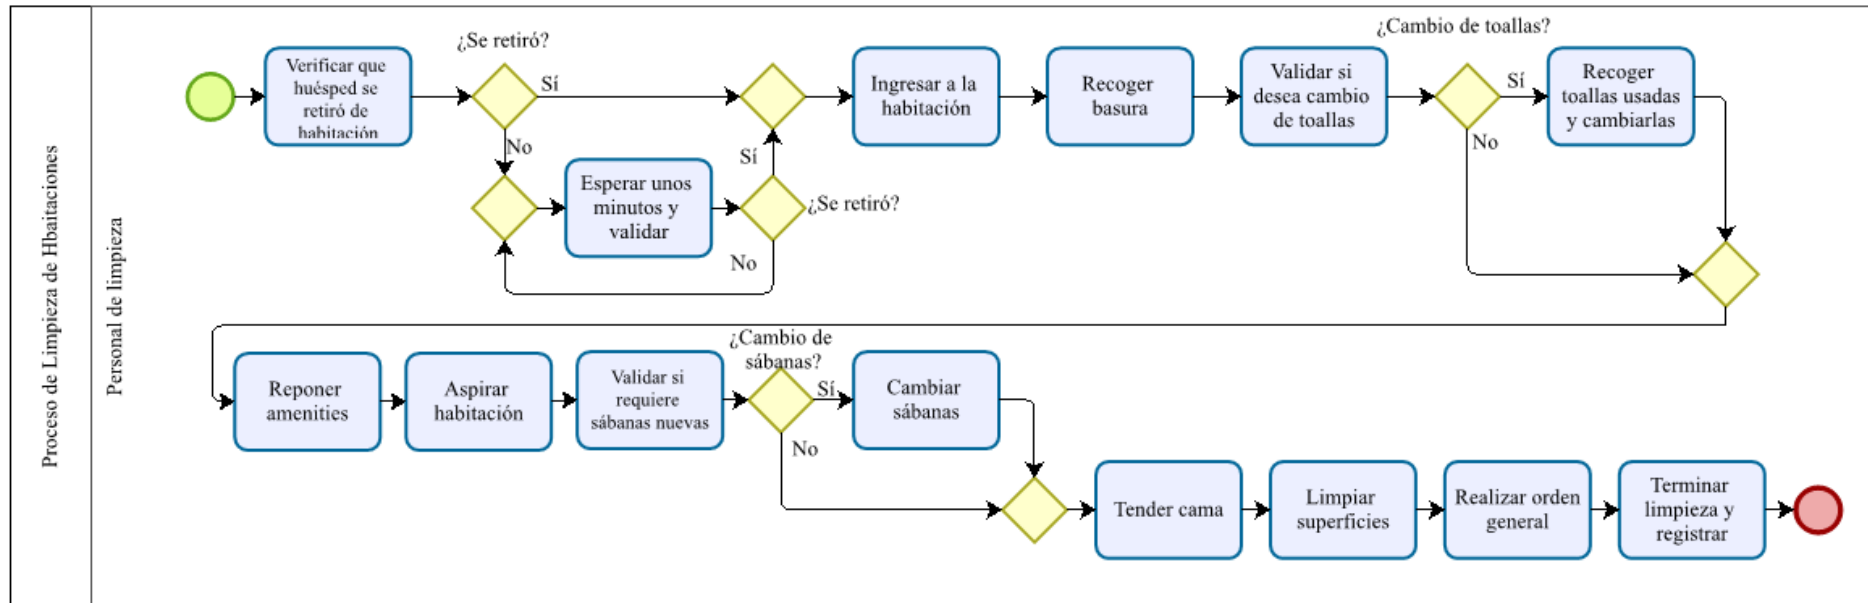 Proceso de Limpieza de Hbaitaciones
Personal de limpieza
Verificar que
huésped se
retiró de
habitación
¿Se retiró?
Sí
No
Esperar unos
minutos y
validar
Sí
¿Se retiró?
No
Ingresar a la
habitación
Recoger
basura
Validar si
desea cambio
de toallas
¿Cambio de toallas?
Sí
No
Recoger
toallas usadas
y cambiarlas
Reponer
amenities
Aspirar
habitación
Validar si
requiere
sábanas nuevas
¿Cambio de
sábanas?
Sí
No
Cambiar
sábanas
Tender cama
Limpiar
superficies
Realizar orden
general
Terminar
limpieza y
registrar